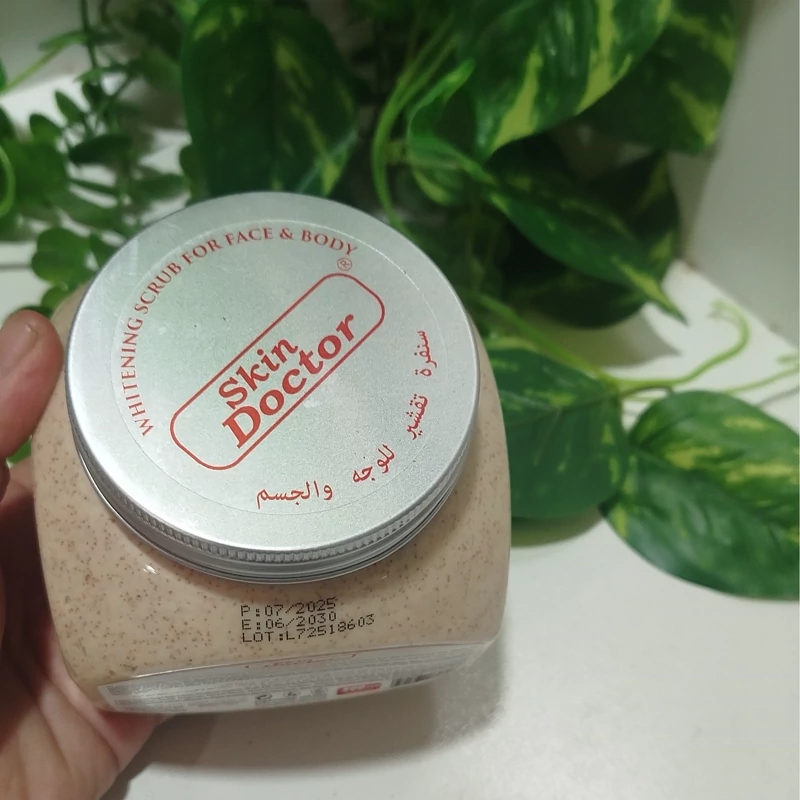 WHITENING SCRUB FOR FACE & BODY
Skin
Doctor®
سنفرة تقشير للوجه والجسم
P:07/2025
E:06/2030
LOT:L72518603